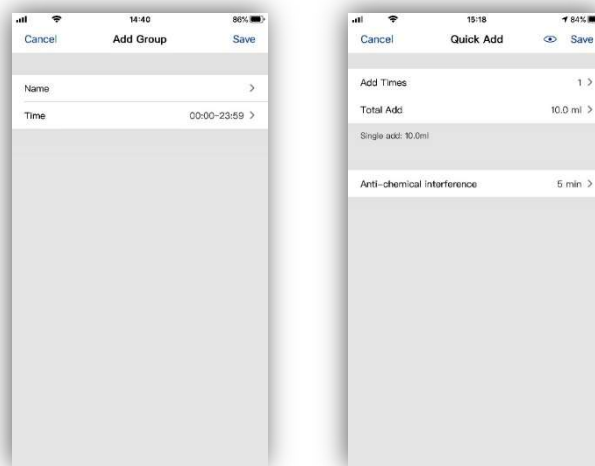 14:40
86%
Cancel Add Group Save
Name
Time 00:00-23:59
15:18
84%
Cancel Quick Add Save
Add Times 1
Total Add 10.0 ml
Single add: 10.0ml
Anti-chemical interference 5 min